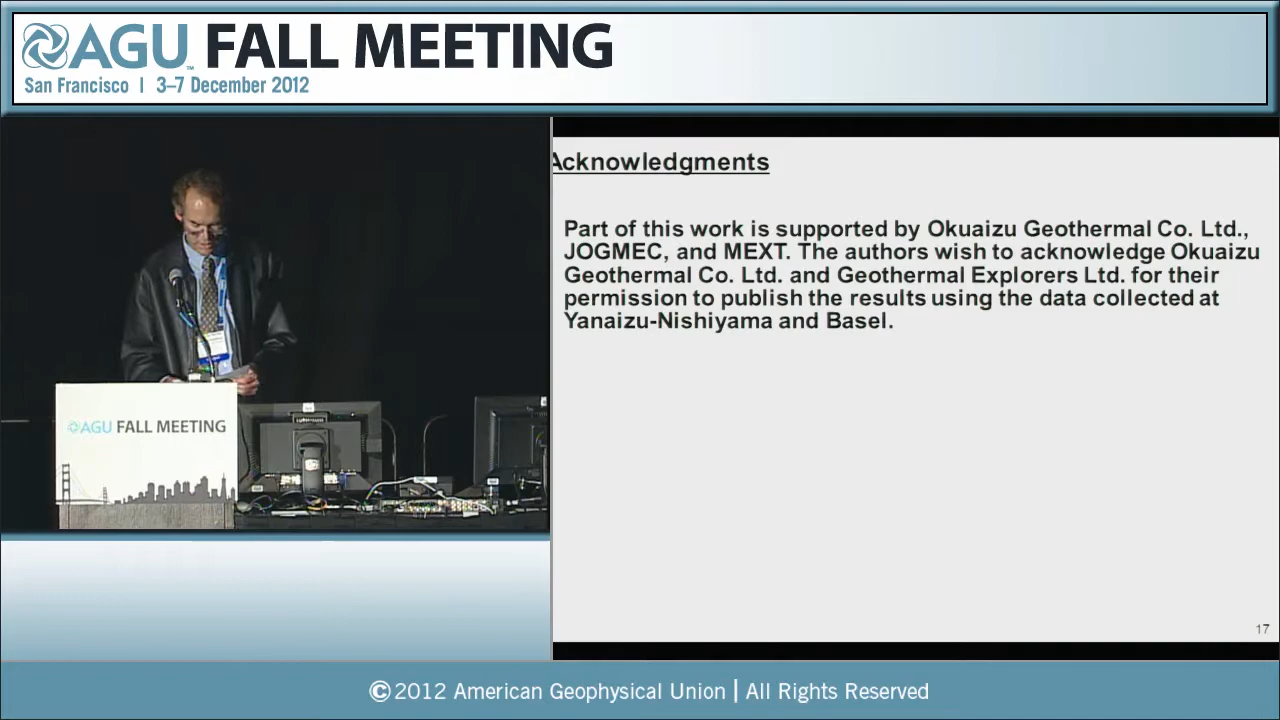 AGU™ FALL MEETING
San Francisco | 3–7 December 2012
Acknowledgments
Part of this work is supported by Okuaizu Geothermal Co. Ltd.,
JOGMEC, and MEXT. The authors wish to acknowledge Okuaizu
Geothermal Co. Ltd. and Geothermal Explorers Ltd. for their
permission to publish the results using the data collected at
Yanaizu-Nishiyama and Basel.
AGU FALL MEETING
17
©2012 American Geophysical Union | All Rights Reserved